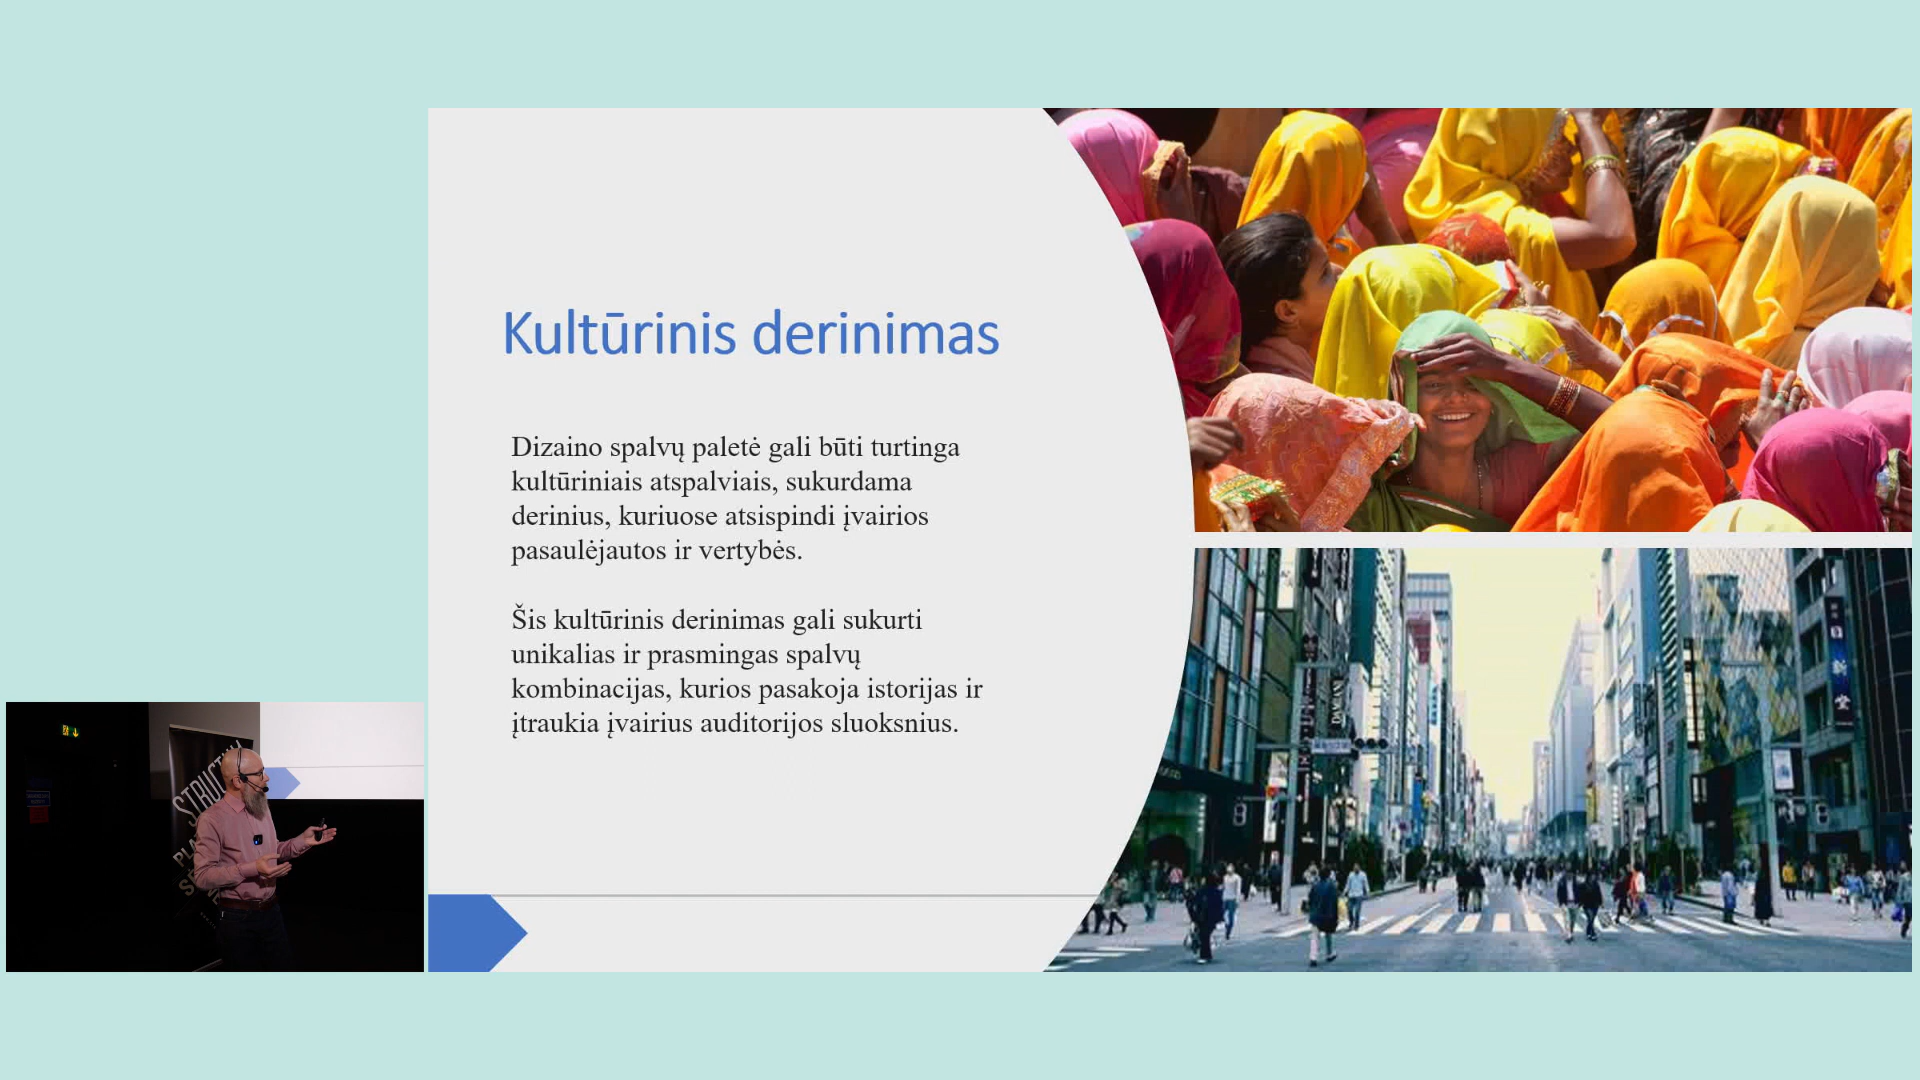 Kultūrinis derinimas
Dizaino spalvų paletė gali būti turtinga
kultūriniais atspalviais, sukurdama
derinius, kuriuose atsispindi įvairios
pasaulėjautos ir vertybės.
Šis kultūrinis derinimas gali sukurti
unikalias ir prasmingas spalvų
kombinacijas, kurios pasakoja istorijas ir
įtraukia įvairius auditorijos sluoksnius.